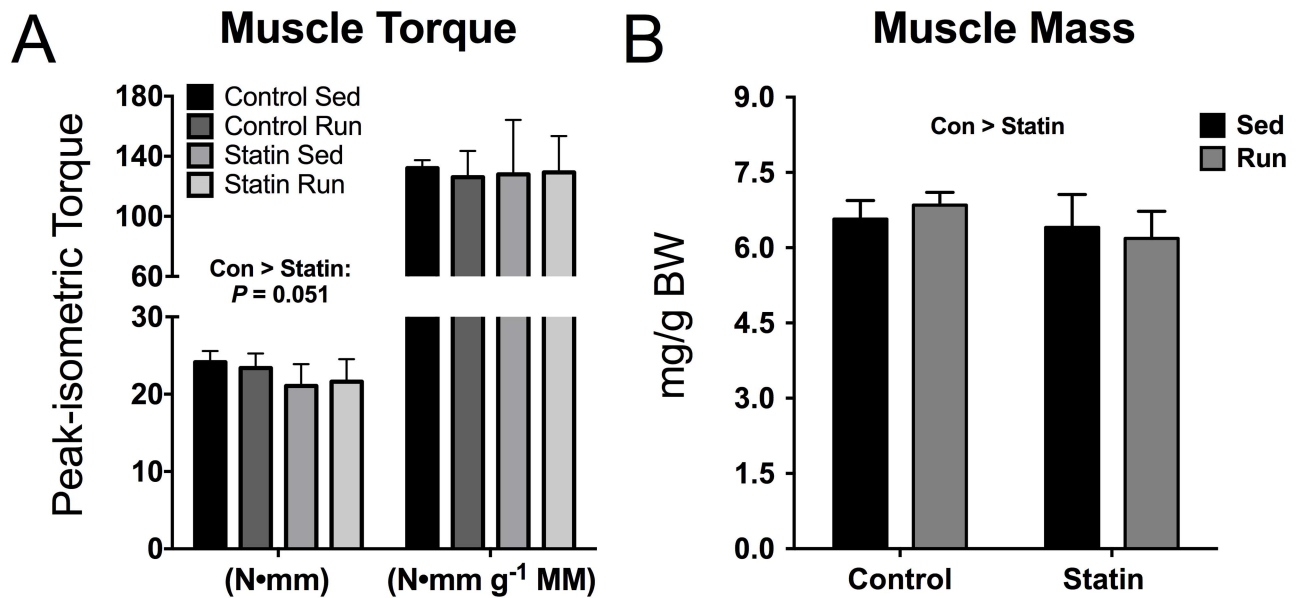 A
Muscle Torque
Peak-isometric Torque
180
140
100
60
30
20
10
0
Control Sed
Control Run
Statin Sed
Statin Run
Con > Statin:
P = 0.051
(N•mm)
(N•mm g⁻¹ MM)
B
Muscle Mass
mg/g BW
9.0
7.5
6.0
4.5
3.0
1.5
0.0
Con > Statin
Sed
Run
Control
Statin